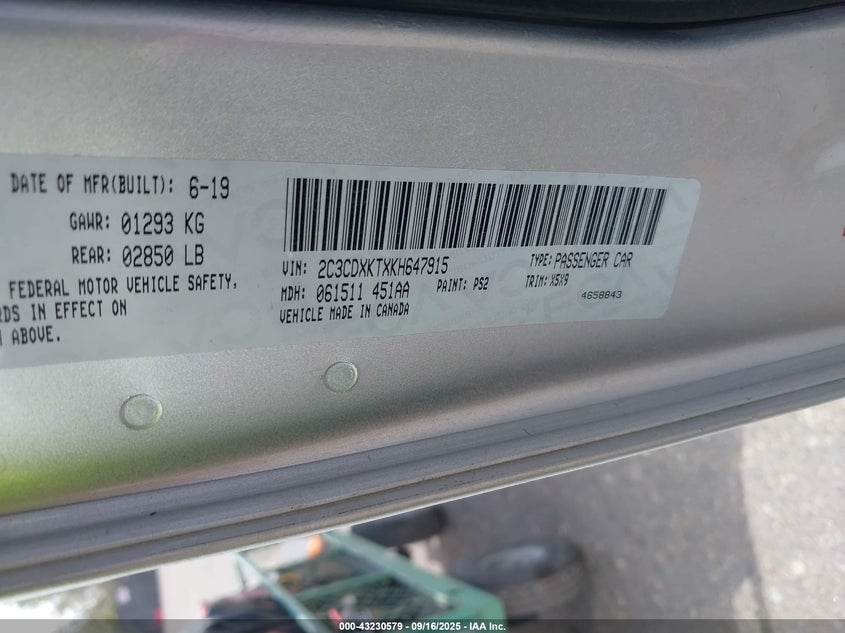 DATE OF MFR(BUILT): 6-19
GAWR: 01293 KG
REAR: 02850 LB
FEDERAL MOTOR VEHICLE SAFETY,
RDS IN EFFECT ON
ABOVE.
VIN: 2C3CDXKTXKH647915
TYPE: PASSENGER CAR
MDH: 061511 451AA
PAINT: PS2
TRIM: X5X9
VEHICLE MADE IN CANADA
4658843
000-43230579 - 09/16/2025 - IAA Inc.